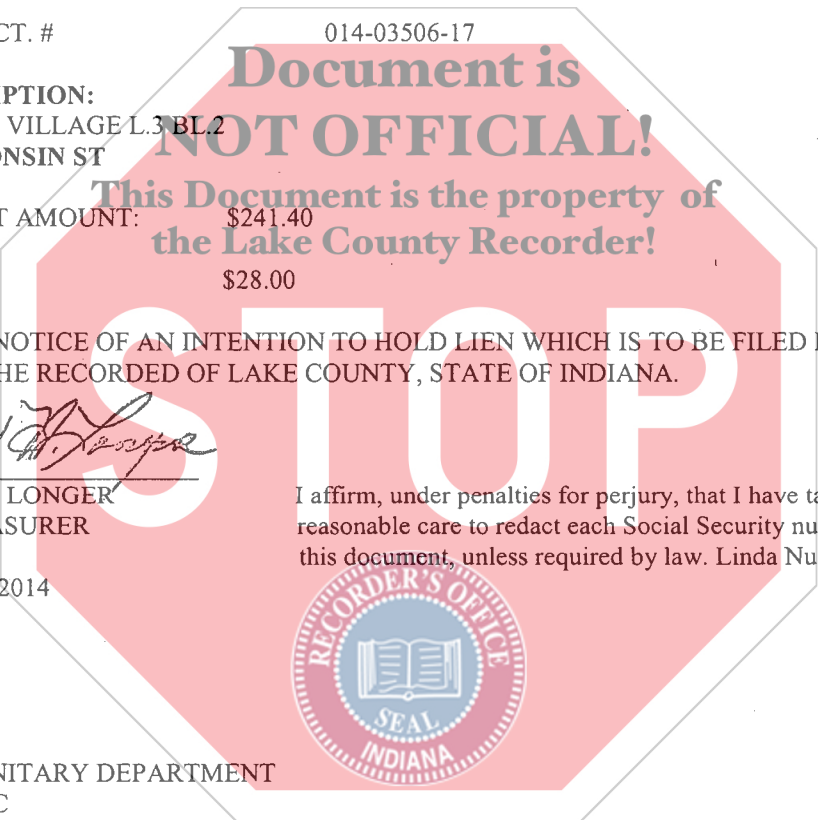 CT. # 014-03506-17
Document is
PTION:
VILLAGE L.3 BL.2
NOT OFFICIAL!
NSIN ST
This Document is the property of
T AMOUNT: $241.40
the Lake County Recorder!
$28.00
STOP
NOTICE OF AN INTENTION TO HOLD LIEN WHICH IS TO BE FILED
HE RECORDED OF LAKE COUNTY, STATE OF INDIANA.
LONGER I affirm, under penalties for perjury, that I have ta
ASURER reasonable care to redact each Social Security nu
this document, unless required by law. Linda Nu
2014
RECORDER'S OFFICE
SEAL
INDIANA
NITARY DEPARTMENT
C